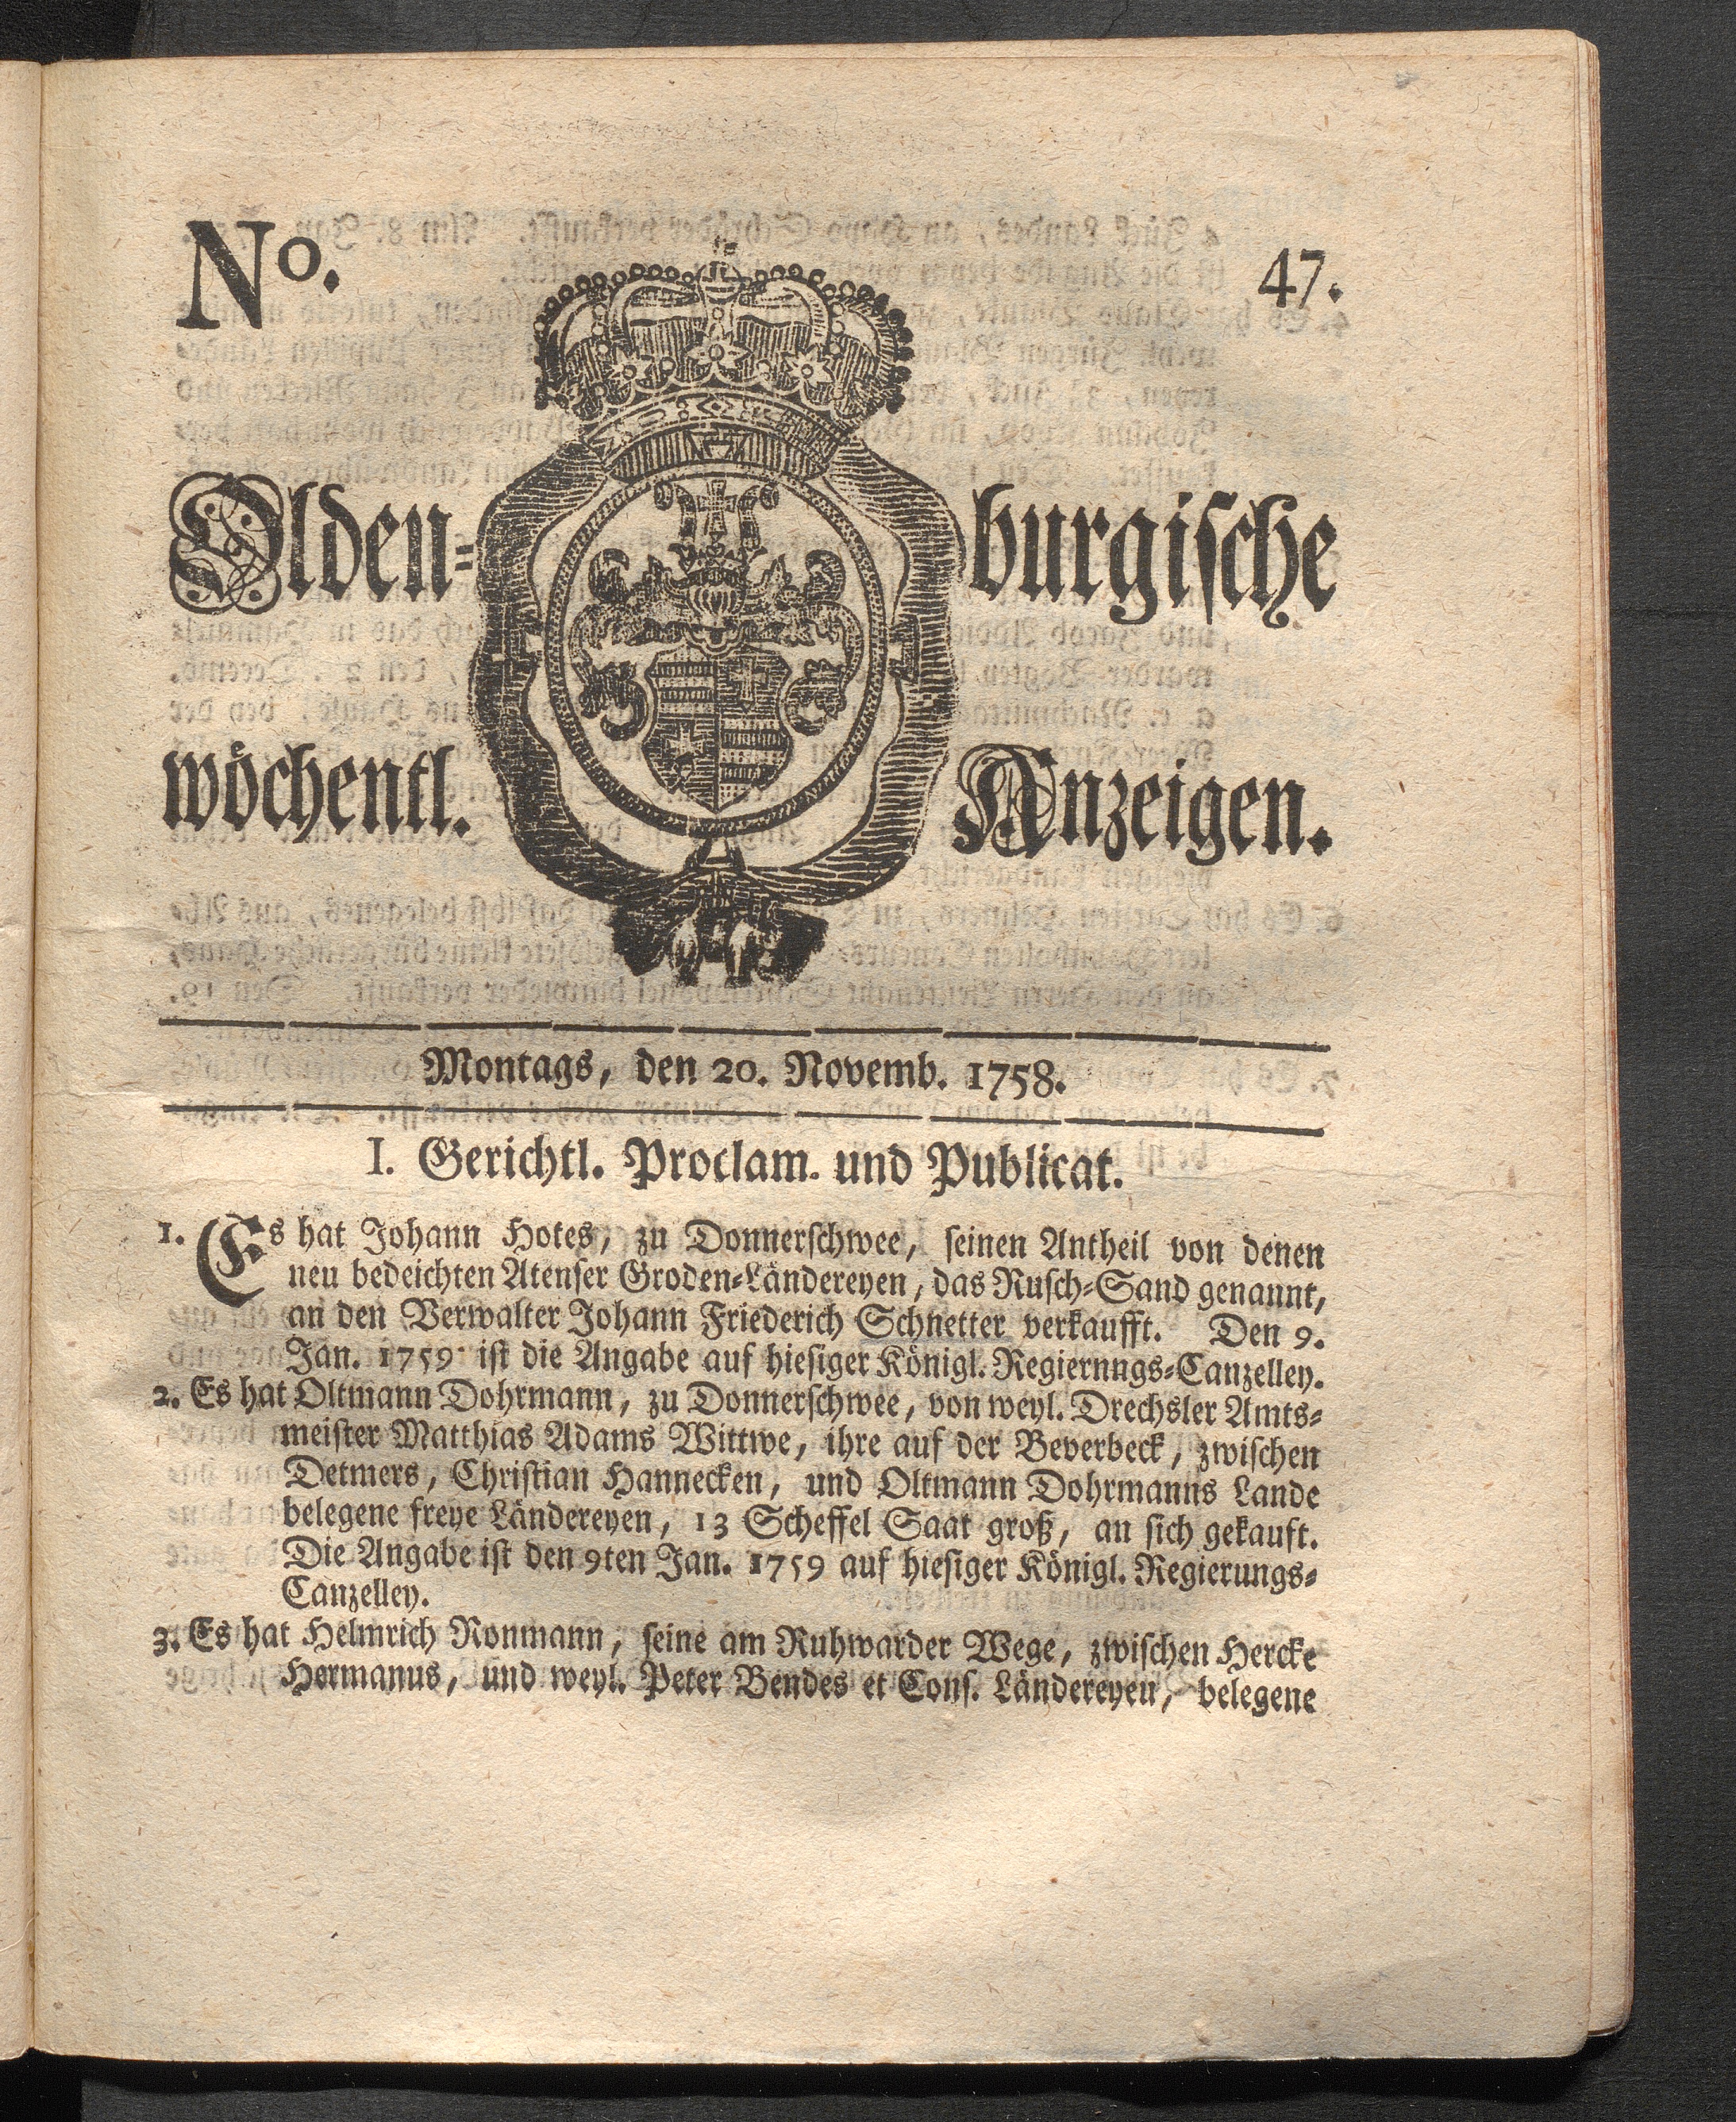 No. 47.
Olden-burgische
wöchentl. Anzeigen.
Montags, den 20. Novemb. 1758.
I. Gerichtl. Proclam. und Publicat.
1. Es hat Johann Hotes, zu Donnerschwee, seinen Antheil von denen
neu bedeichten Atenser Groden-Ländereyen, das Rusch-Sand genannt,
an den Verwalter Johann Friederich Schnetter verkaufft. Den 9.
Jan. 1759 ist die Angabe auf hiesiger Königl. Regiernngs-Canzelley.
2. Es hat Oltmann Dohrmann, zu Donnerschwee, von weyl. Drechsler Amts-
meister Matthias Adams Wittwe, ihre auf der Beverbeck, zwischen
Detmers, Christian Hannecken, und Oltmann Dohrmanns Lande
belegene freye Ländereyen, 13 Scheffel Saat groß, an sich gekauft.
Die Angabe ist den 9ten Jan. 1759 auf hiesiger Königl. Regierungs-
Canzelley.
3. Es hat Helmrich Ronmann, seine am Ruhwarder Wege, zwischen Hercke
Hermanus, und weyl. Peter Bendes et Cons. Ländereyen, belegene